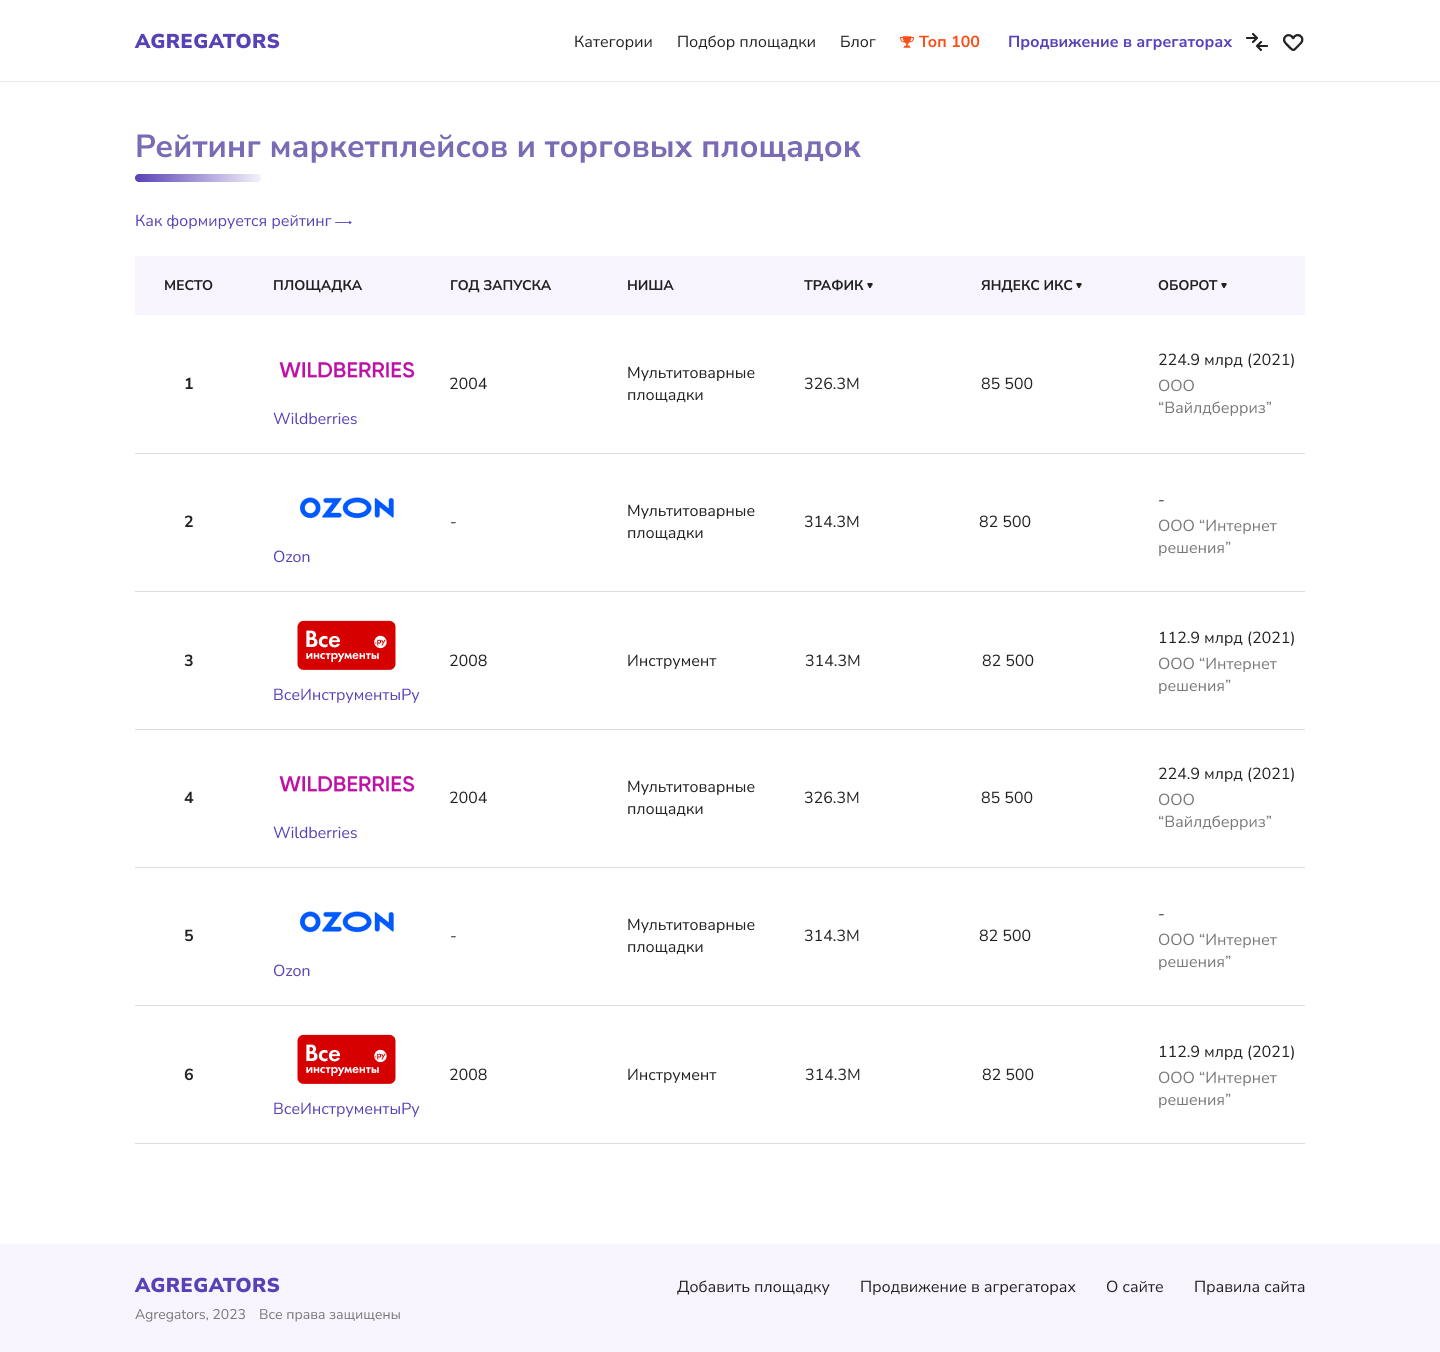 AGREGATORS
Категории Подбор площадки Блог Топ 100 Продвижение в агрегаторах
Рейтинг маркетплейсов и торговых площадок
Как формируется рейтинг
МЕСТО ПЛОЩАДКА ГОД ЗАПУСКА НИША ТРАФИК ЯНДЕКС ИКС ОБОРОТ
1
WILDBERRIES
Wildberries
2004
Мультитоварные
площадки
326.3М
85 500
224.9 млрд (2021)
ООО
“Вайлдберриз”
2
OZON
Ozon
-
Мультитоварные
площадки
314.3М
82 500
-
ООО “Интернет
решения”
3
Все
РУ
инструменты
ВсеИнструментыРу
2008
Инструмент
314.3М
82 500
112.9 млрд (2021)
ООО “Интернет
решения”
4
WILDBERRIES
Wildberries
2004
Мультитоварные
площадки
326.3М
85 500
224.9 млрд (2021)
ООО
“Вайлдберриз”
5
OZON
Ozon
-
Мультитоварные
площадки
314.3М
82 500
-
ООО “Интернет
решения”
6
Все
РУ
инструменты
ВсеИнструментыРу
2008
Инструмент
314.3М
82 500
112.9 млрд (2021)
ООО “Интернет
решения”
AGREGATORS
Agregators, 2023 Все права защищены
Добавить площадку Продвижение в агрегаторах О сайте Правила сайта